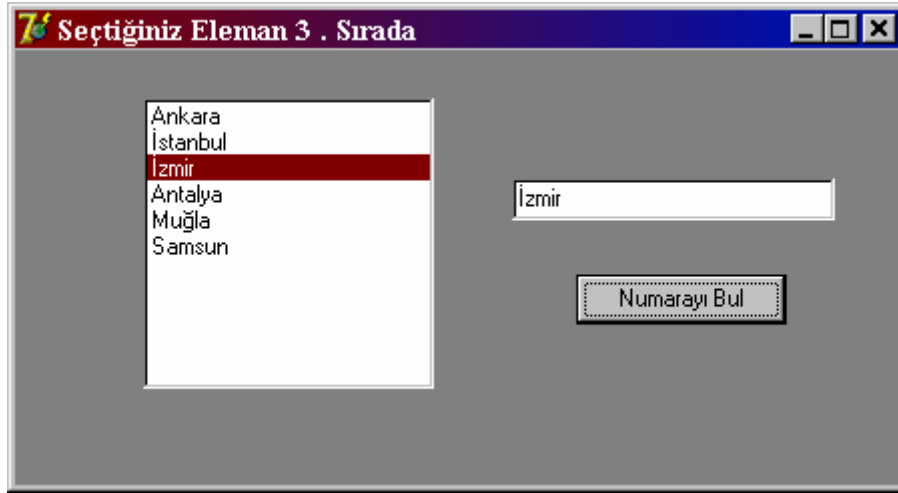 Seçtiğiniz Eleman 3 . Sırada
Ankara
İstanbul
İzmir
Antalya
Muğla
Samsun
İzmir
Numarayı Bul